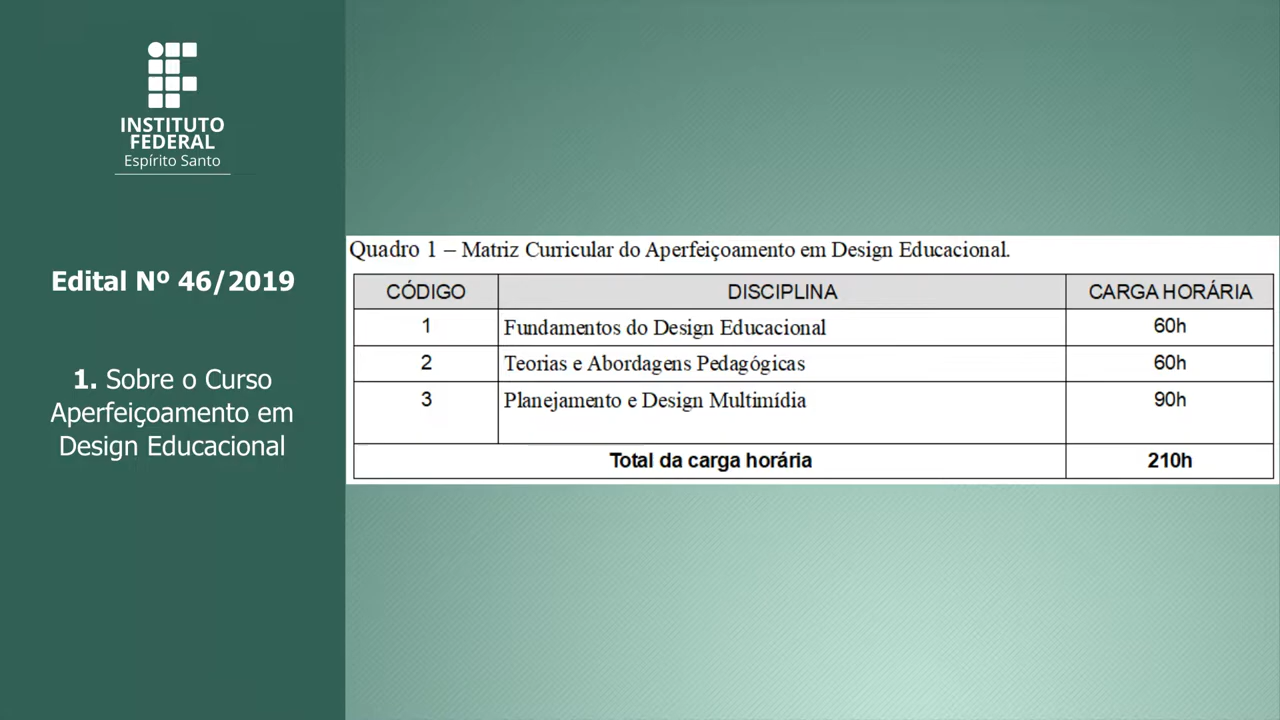 INSTITUTO
FEDERAL
Espírito Santo
Edital Nº 46/2019
1. Sobre o Curso
Aperfeiçoamento em
Design Educacional
Quadro 1 – Matriz Curricular do Aperfeiçoamento em Design Educacional.
CÓDIGO DISCIPLINA CARGA HORÁRIA
1 Fundamentos do Design Educacional 60h
2 Teorias e Abordagens Pedagógicas 60h
3 Planejamento e Design Multimídia 90h
Total da carga horária 210h